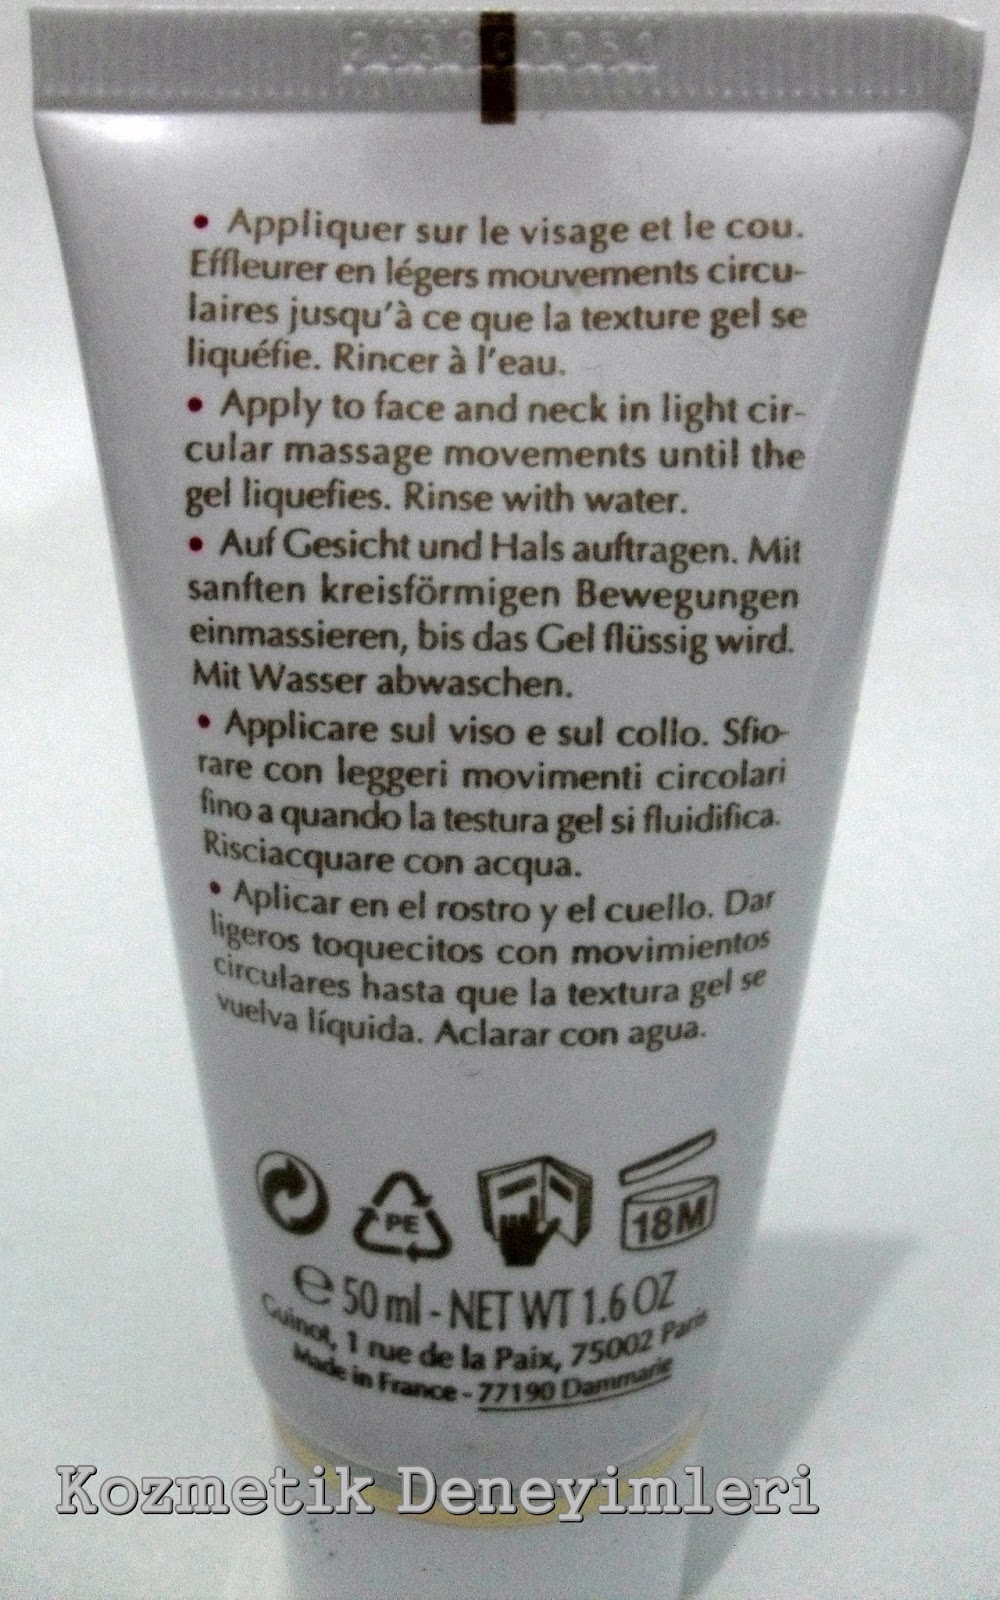 • Appliquer sur le visage et le cou.
Effleurer en légers mouvements circu-
laires jusqu'à ce que la texture gel se
liquéfie. Rincer à l'eau.
• Apply to face and neck in light cir-
cular massage movements until the
gel liquefies. Rinse with water.
• Auf Gesicht und Hals auftragen. Mit
sanften kreisförmigen Bewegungen
einmassieren, bis das Gel flüssig wird.
Mit Wasser abwaschen.
• Applicare sul viso e sul collo. Sfio-
rare con leggeri movimenti circolari
fino a quando la testura gel si fluidifica.
Risciacquare con acqua.
• Aplicar en el rostro y el cuello. Dar
ligeros toquecitos con movimientos
circulares hasta que la textura gel se
vuelva líquida. Aclarar con agua.
PE
18M
e 50 ml - NET WT 1.6 OZ
Guinot, 1 rue de la Paix, 75002 Paris
Made in France - 77190 Dammarie
Kozmetik Deneyimleri